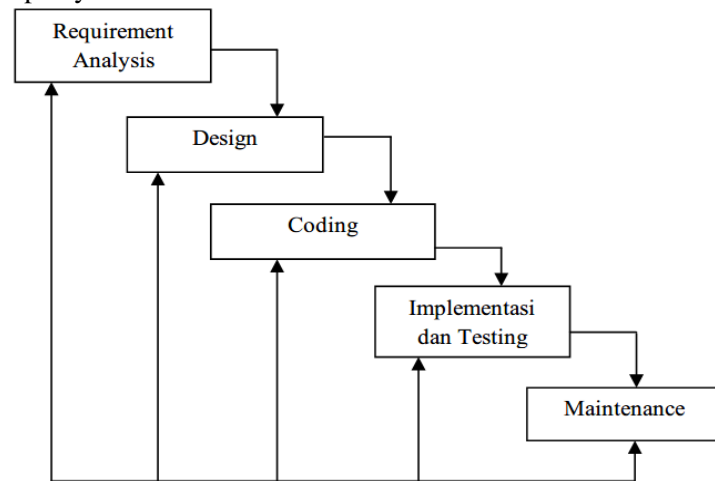 Requirement
Analysis
Design
Coding
Implementasi
dan Testing
Maintenance